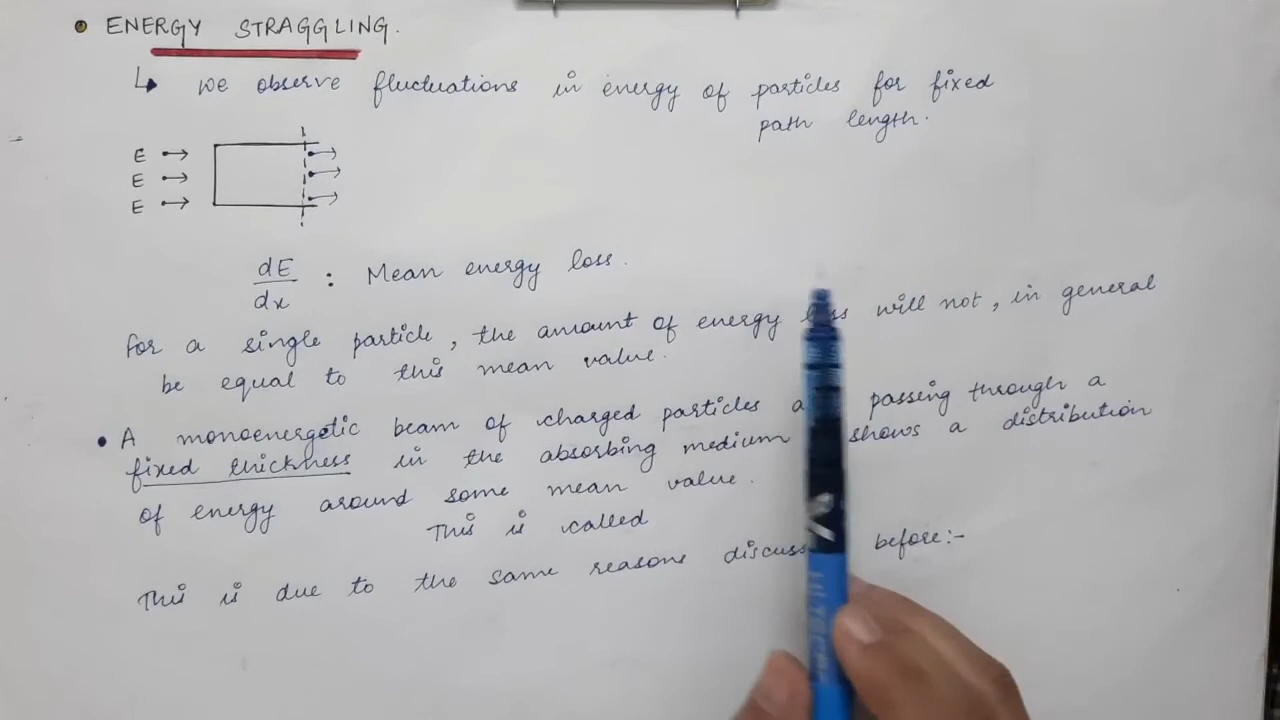 ENERGY STRAGGLING.
↳ we observe fluctuations in energy of particles for fixed
path length.
E
E
E
dE
dx
: Mean energy loss.
For a single particle, the amount of energy loss will not, in general
be equal to this mean value.
• A monoenergetic beam of charged particles passing through a
fixed thickness in the absorbing medium shows a distribution
of energy around some mean value.
This is called
This is due to the same reasons before:-